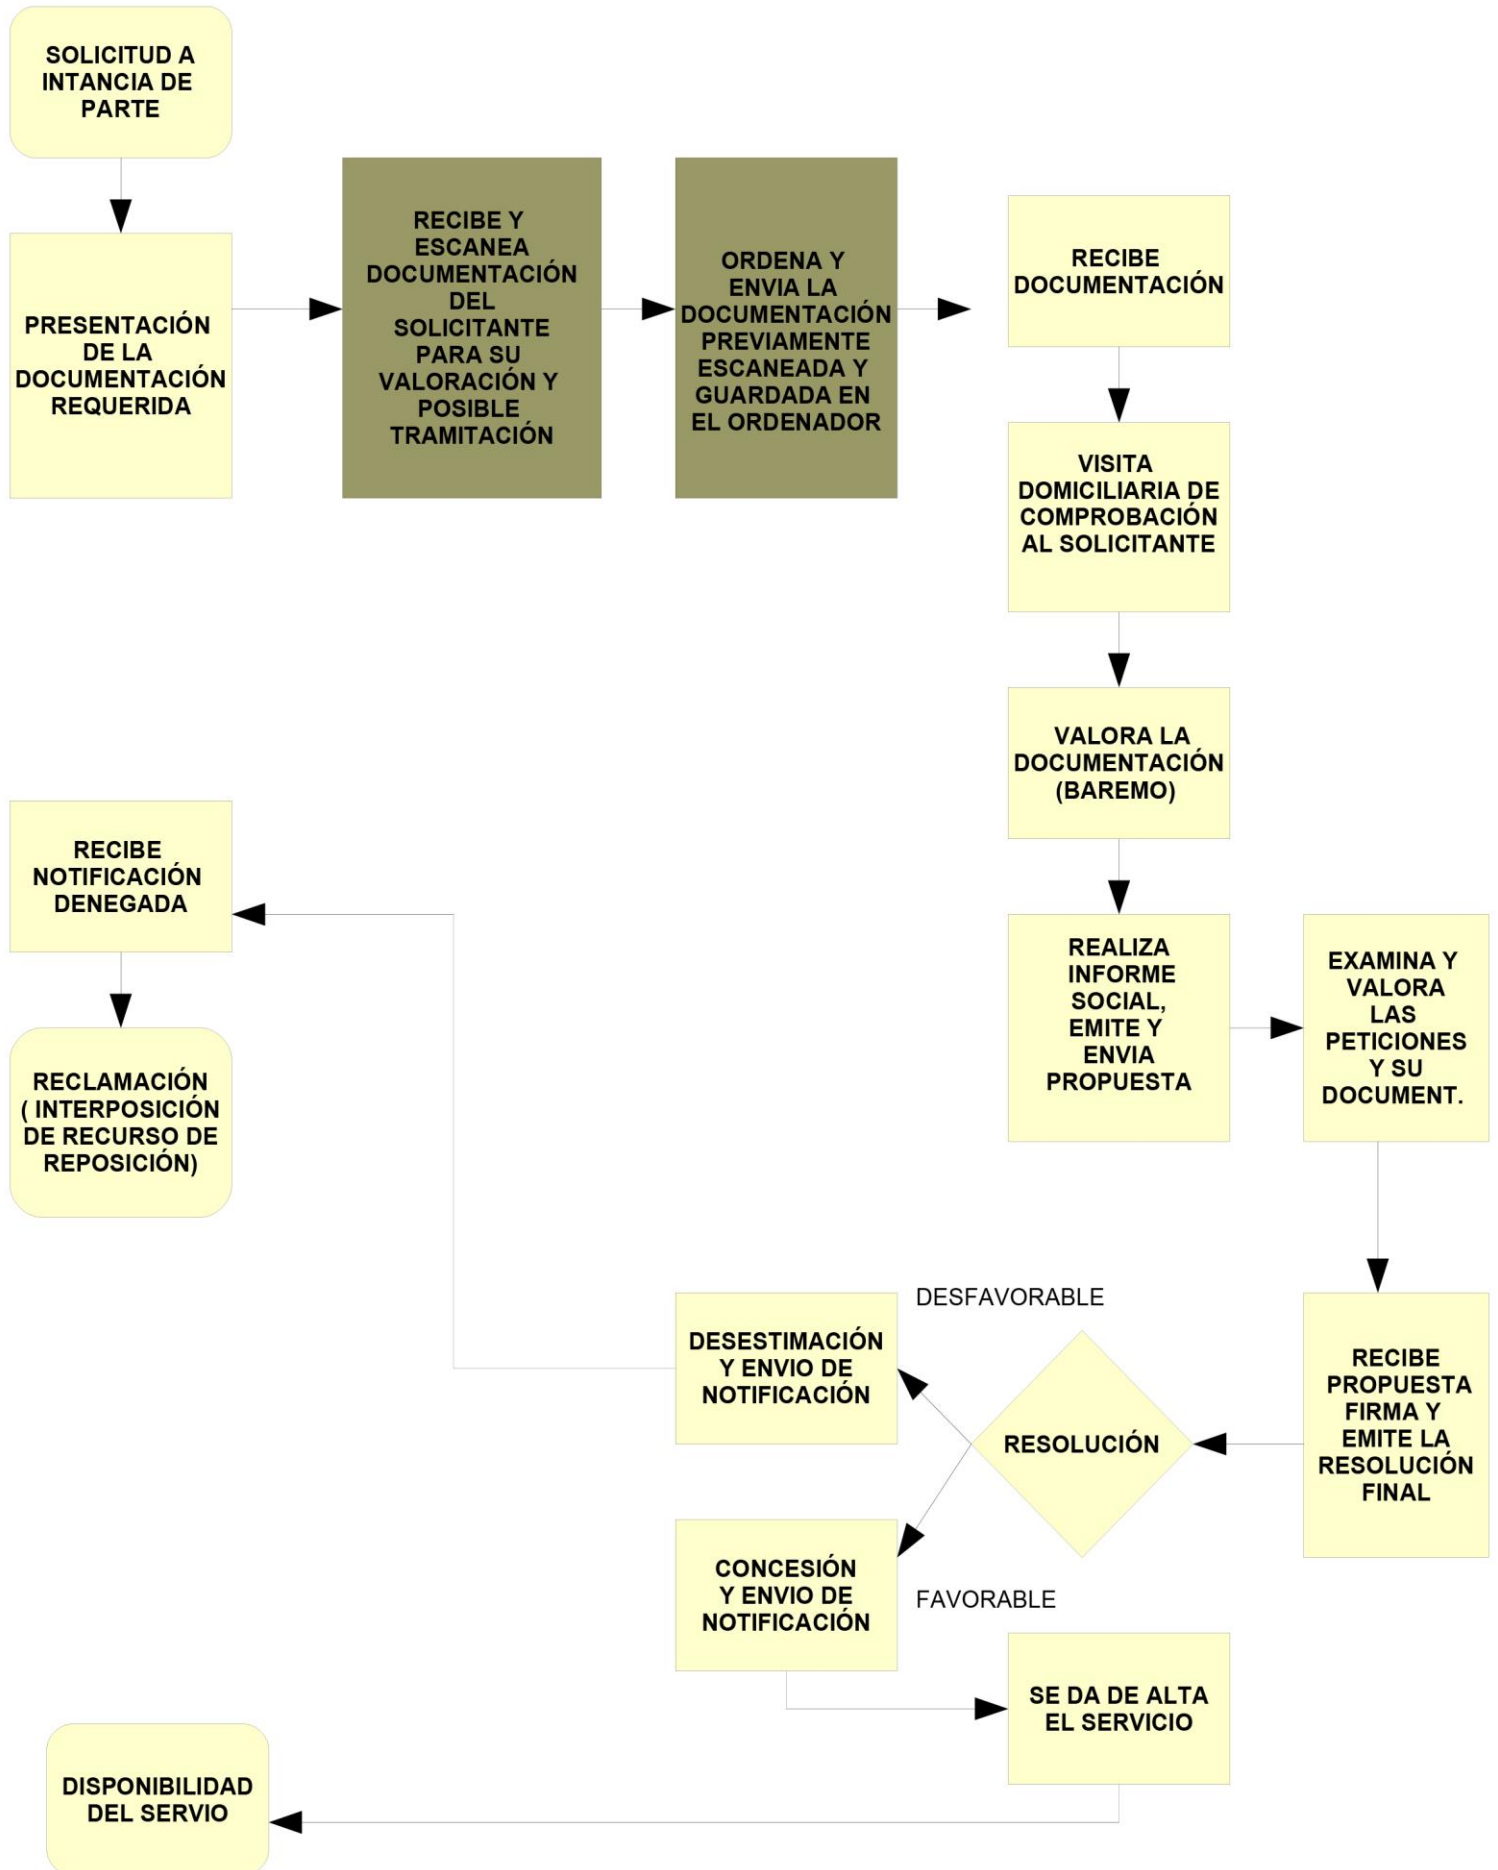 SOLICITUD A
INTANCIA DE
PARTE
PRESENTACIÓN
DE LA
DOCUMENTACIÓN
REQUERIDA
RECIBE Y
ESCANEA
DOCUMENTACIÓN
DEL
SOLICITANTE
PARA SU
VALORACIÓN Y
POSIBLE
TRAMITACIÓN
ORDENA Y
ENVIA LA
DOCUMENTACIÓN
PREVIAMENTE
ESCANEADA Y
GUARDADA EN
EL ORDENADOR
RECIBE
DOCUMENTACIÓN
VISITA
DOMICILIARIA DE
COMPROBACIÓN
AL SOLICITANTE
VALORA LA
DOCUMENTACIÓN
(BAREMO)
REALIZA
INFORME
SOCIAL,
EMITE Y
ENVIA
PROPUESTA
EXAMINA Y
VALORA
LAS
PETICIONES
Y SU
DOCUMENT.
RECIBE
PROPUESTA
FIRMA Y
EMITE LA
RESOLUCIÓN
FINAL
RESOLUCIÓN
DESFAVORABLE
DESESTIMACIÓN
Y ENVIO DE
NOTIFICACIÓN
RECIBE
NOTIFICACIÓN
DENEGADA
RECLAMACIÓN
( INTERPOSICIÓN
DE RECURSO DE
REPOSICIÓN)
FAVORABLE
CONCESIÓN
Y ENVIO DE
NOTIFICACIÓN
SE DA DE ALTA
EL SERVICIO
DISPONIBILIDAD
DEL SERVIO